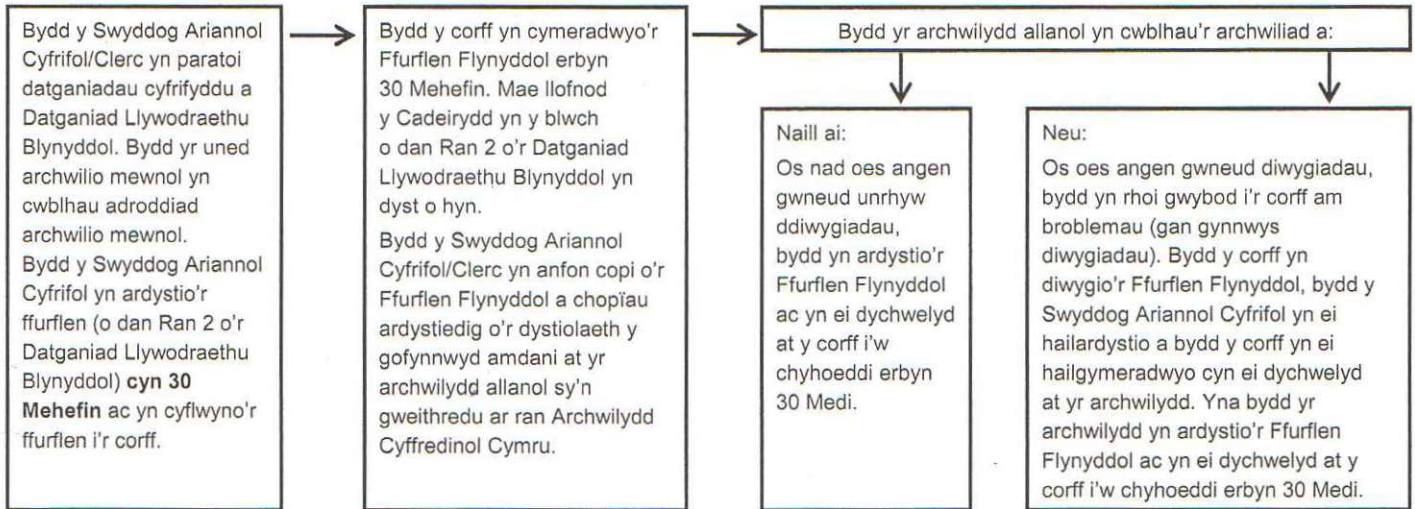 Bydd y Swyddog Ariannol
Cyfrifol/Clerc yn paratoi
datganiadau cyfrifyddu a
Datganiad Llywodraethu
Blynyddol. Bydd yr uned
archwilio mewnol yn
cwblhau adroddiad
archwilio mewnol.
Bydd y Swyddog Ariannol
Cyfrifol yn ardystio'r
ffurflen (o dan Ran 2 o'r
Datganiad Llywodraethu
Blynyddol) cyn 30
Mehefin ac yn cyflwyno'r
ffurflen i'r corff.
Bydd y corff yn cymeradwyo'r
Ffurflen Flynyddol erbyn
30 Mehefin. Mae llofnod
y Cadeirydd yn y blwch
o dan Ran 2 o'r Datganiad
Llywodraethu Blynyddol yn
dyst o hyn.
Bydd y Swyddog Ariannol
Cyfrifol/Clerc yn anfon copi o'r
Ffurflen Flynyddol a chopïau
ardystiedig o'r dystiolaeth y
gofynnwyd amdani at yr
archwilydd allanol sy'n
gweithredu ar ran Archwilydd
Cyffredinol Cymru.
Bydd yr archwilydd allanol yn cwblhau'r archwiliad a:
Naill ai:
Os nad oes angen
gwneud unrhyw
ddiwygiadau,
bydd yn ardystio'r
Ffurflen Flynyddol
ac yn ei dychwelyd
at y corff i'w
chyhoeddi erbyn
30 Medi.
Neu:
Os oes angen gwneud diwygiadau,
bydd yn rhoi gwybod i'r corff am
broblemau (gan gynnwys
diwygiadau). Bydd y corff yn
diwygio'r Ffurflen Flynyddol, bydd y
Swyddog Ariannol Cyfrifol yn ei
hailardystio a bydd y corff yn ei
hailgymeradwyo cyn ei dychwelyd
at yr archwilydd. Yna bydd yr
archwilydd yn ardystio'r Ffurflen
Flynyddol ac yn ei dychwelyd at y
corff i'w chyhoeddi erbyn 30 Medi.